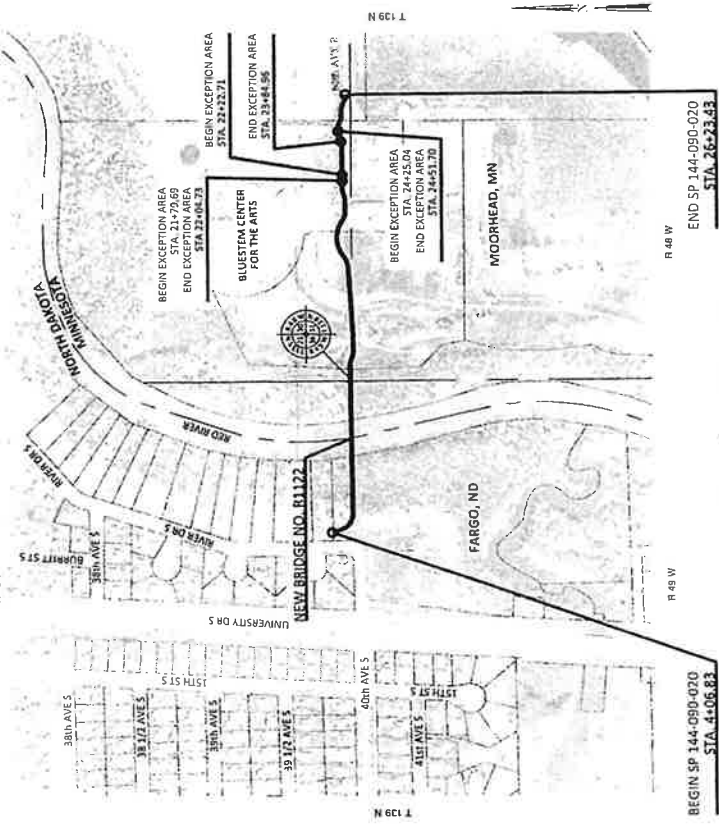 T 139 N
BEGIN EXCEPTION AREA
STA. 22+22.71
END EXCEPTION AREA
STA. 23+84.96
BEGIN EXCEPTION AREA
STA. 21+79.69
END EXCEPTION AREA
STA 22+04.73
BLUESTEM CENTER
FOR THE ARTS
BEGIN EXCEPTION AREA
STA. 24+25.04
END EXCEPTION AREA
STA. 24+51.70
MOORHEAD, MN
NORTH DAKOTA
MINNESOTA
RED RIVER
RIVER DR S
RIVER DR S
BURRITT ST S
38th AVE S
NEW BRIDGE NO. R1122
FARGO, ND
UNIVERSITY DR S
15TH ST S
15TH ST S
38th AVE S
38 1/2 AVE S
39th AVE S
39 1/2 AVE S
40th AVE S
41st AVE S
T 139 N
R 48 W
R 49 W
END SP 144-090-020
STA. 26+23.43
BEGIN SP 144-090-020
STA. 4+06.83